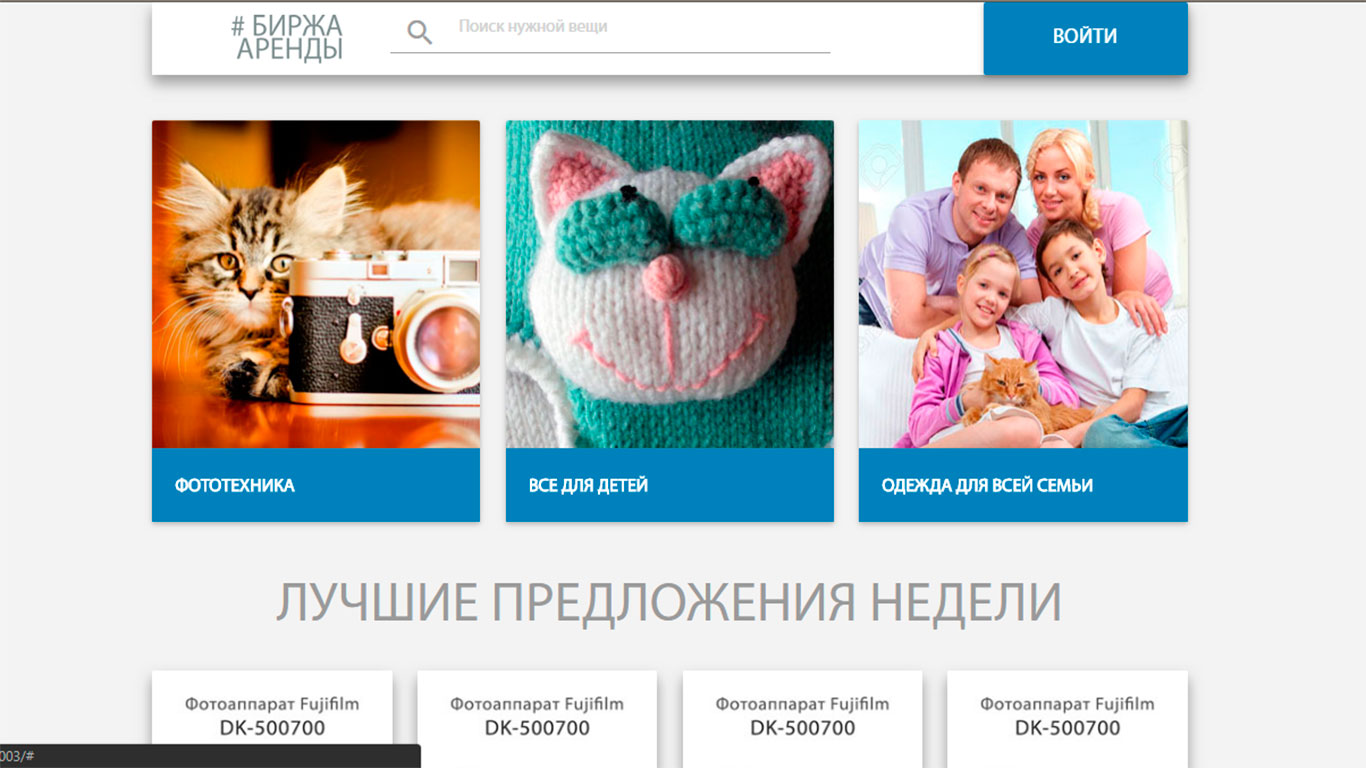 # БИРЖА
АРЕНДЫ
Поиск нужной вещи
ВОЙТИ
ФОТОТЕХНИКА
ВСЕ ДЛЯ ДЕТЕЙ
ОДЕЖДА ДЛЯ ВСЕЙ СЕМЬИ
ЛУЧШИЕ ПРЕДЛОЖЕНИЯ НЕДЕЛИ
Фотоаппарат Fujifilm
DK-500700
Фотоаппарат Fujifilm
DK-500700
Фотоаппарат Fujifilm
DK-500700
Фотоаппарат Fujifilm
DK-500700
003/#